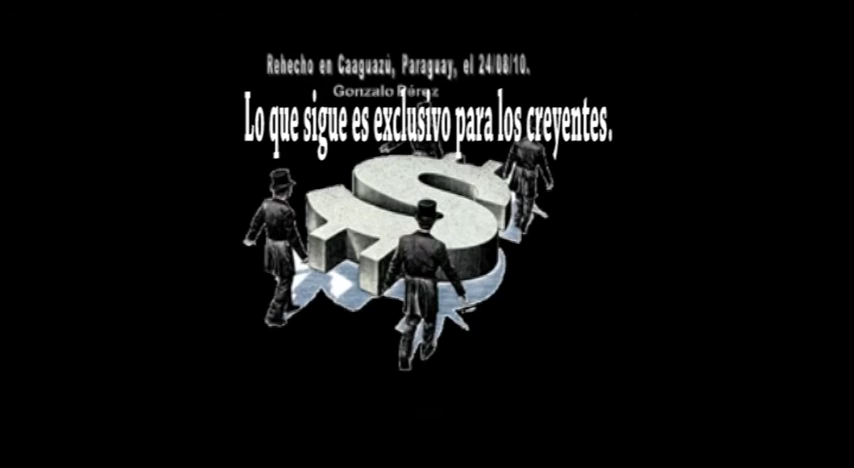 Rehecho en Caaguazú, Paraguay, el 24/08/10.
Gonzalo Pérez
Lo que sigue es exclusivo para los creyentes.